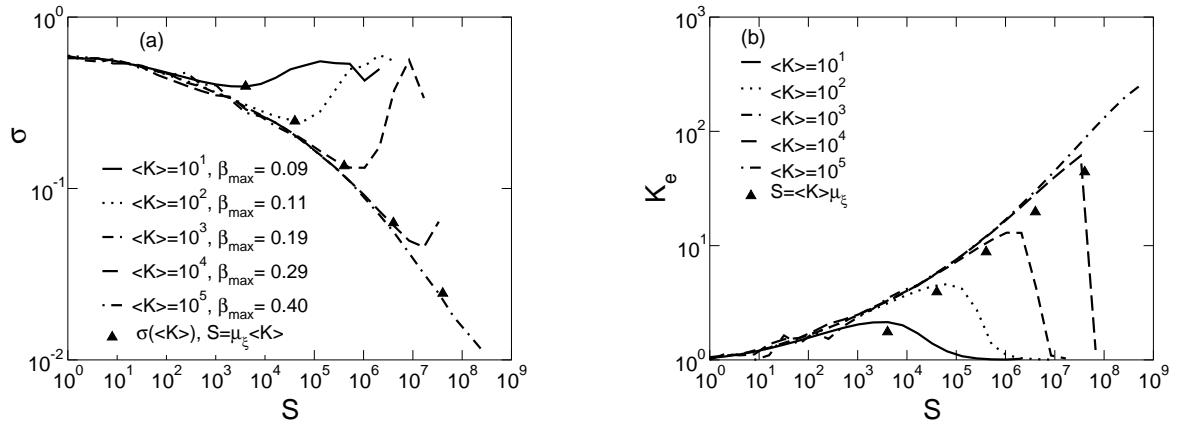 (a)
10^0
10^-1
10^-2
σ
<K>=10^1, β_max= 0.09
<K>=10^2, β_max= 0.11
<K>=10^3, β_max= 0.19
<K>=10^4, β_max= 0.29
<K>=10^5, β_max= 0.40
▲ σ(<K>), S=μ_ξ<K>
10^0 10^1 10^2 10^3 10^4 10^5 10^6 10^7 10^8 10^9
S
(b)
10^3
10^2
10^1
10^0
K_e
<K>=10^1
<K>=10^2
<K>=10^3
<K>=10^4
<K>=10^5
▲ S=<K>μ_ξ
10^0 10^1 10^2 10^3 10^4 10^5 10^6 10^7 10^8 10^9
S